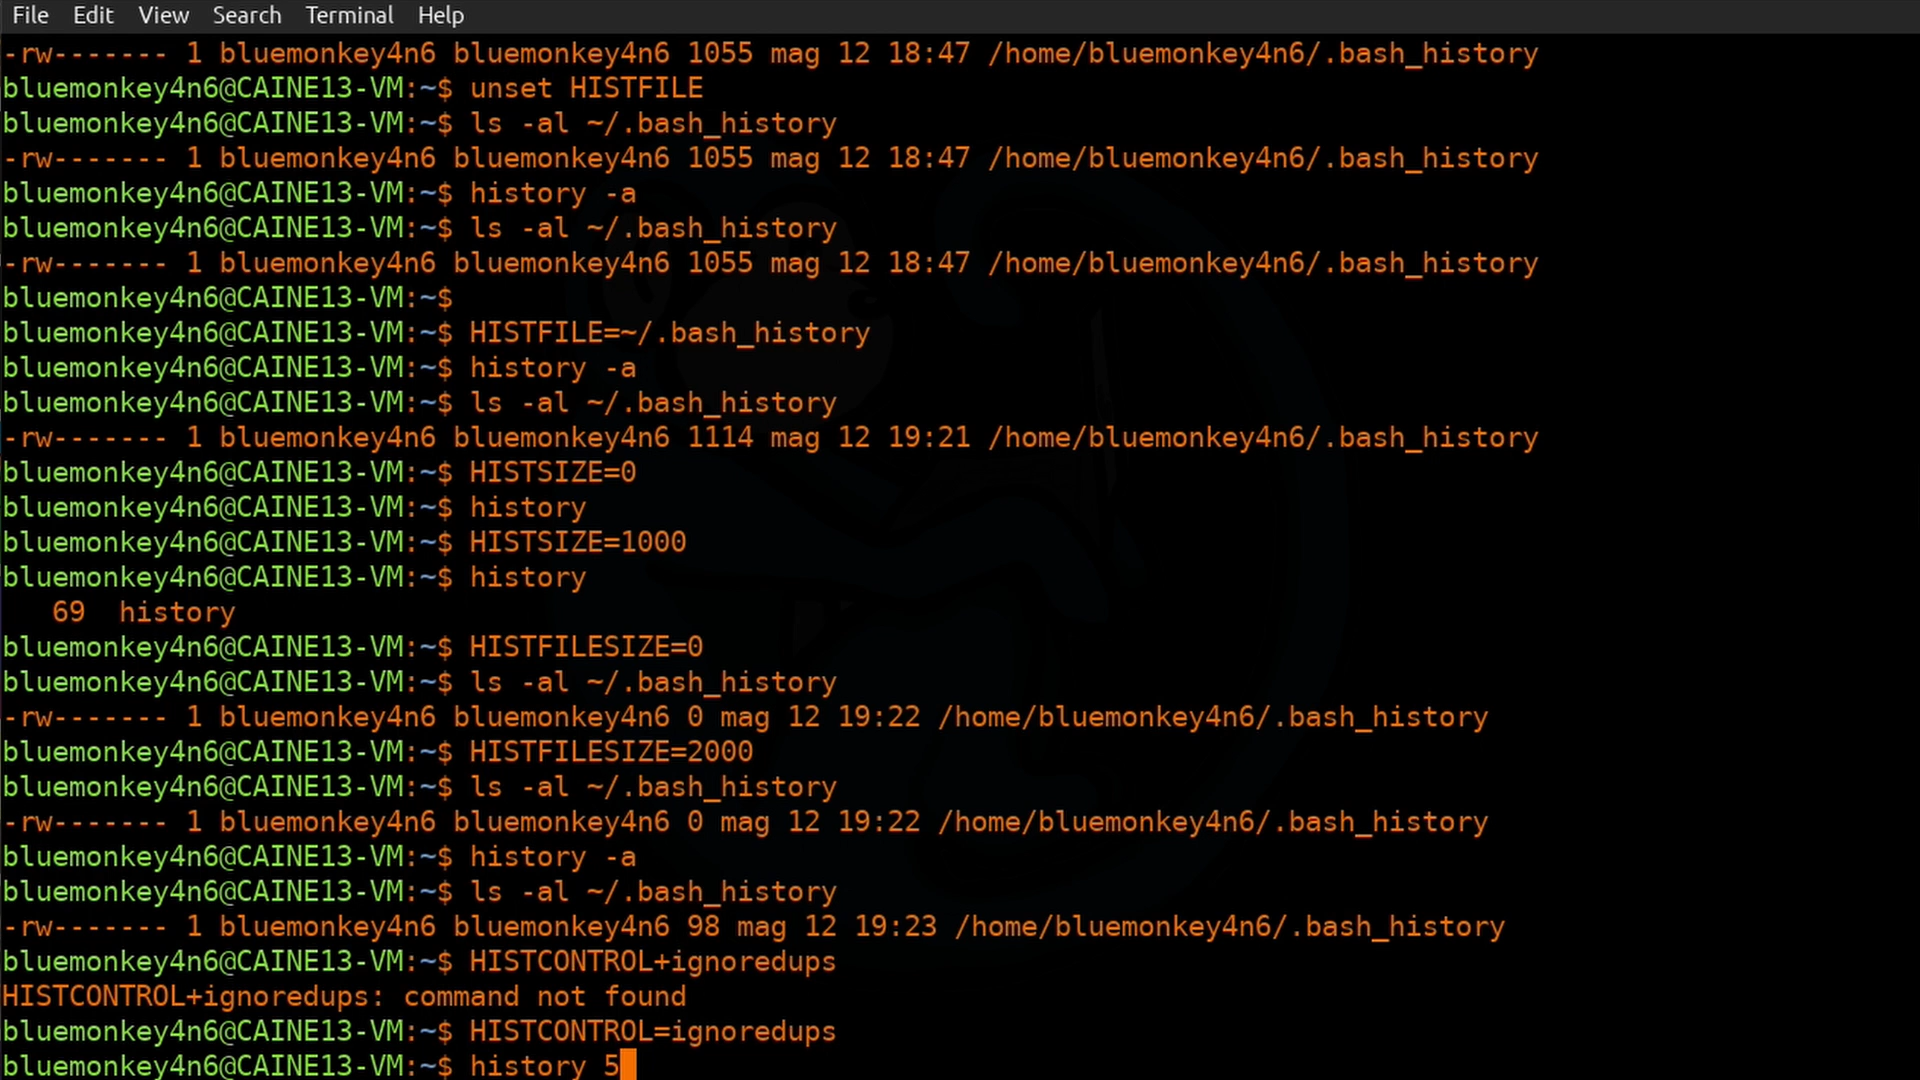 File Edit View Search Terminal Help
-rw------- 1 bluemonkey4n6 bluemonkey4n6 1055 mag 12 18:47 /home/bluemonkey4n6/.bash_history
bluemonkey4n6@CAINE13-VM:~$ unset HISTFILE
bluemonkey4n6@CAINE13-VM:~$ ls -al ~/.bash_history
-rw------- 1 bluemonkey4n6 bluemonkey4n6 1055 mag 12 18:47 /home/bluemonkey4n6/.bash_history
bluemonkey4n6@CAINE13-VM:~$ history -a
bluemonkey4n6@CAINE13-VM:~$ ls -al ~/.bash_history
-rw------- 1 bluemonkey4n6 bluemonkey4n6 1055 mag 12 18:47 /home/bluemonkey4n6/.bash_history
bluemonkey4n6@CAINE13-VM:~$
bluemonkey4n6@CAINE13-VM:~$ HISTFILE=~/.bash_history
bluemonkey4n6@CAINE13-VM:~$ history -a
bluemonkey4n6@CAINE13-VM:~$ ls -al ~/.bash_history
-rw------- 1 bluemonkey4n6 bluemonkey4n6 1114 mag 12 19:21 /home/bluemonkey4n6/.bash_history
bluemonkey4n6@CAINE13-VM:~$ HISTSIZE=0
bluemonkey4n6@CAINE13-VM:~$ history
bluemonkey4n6@CAINE13-VM:~$ HISTSIZE=1000
bluemonkey4n6@CAINE13-VM:~$ history
69 history
bluemonkey4n6@CAINE13-VM:~$ HISTFILESIZE=0
bluemonkey4n6@CAINE13-VM:~$ ls -al ~/.bash_history
-rw------- 1 bluemonkey4n6 bluemonkey4n6 0 mag 12 19:22 /home/bluemonkey4n6/.bash_history
bluemonkey4n6@CAINE13-VM:~$ HISTFILESIZE=2000
bluemonkey4n6@CAINE13-VM:~$ ls -al ~/.bash_history
-rw------- 1 bluemonkey4n6 bluemonkey4n6 0 mag 12 19:22 /home/bluemonkey4n6/.bash_history
bluemonkey4n6@CAINE13-VM:~$ history -a
bluemonkey4n6@CAINE13-VM:~$ ls -al ~/.bash_history
-rw------- 1 bluemonkey4n6 bluemonkey4n6 98 mag 12 19:23 /home/bluemonkey4n6/.bash_history
bluemonkey4n6@CAINE13-VM:~$ HISTCONTROL+ignoredups
HISTCONTROL+ignoredups: command not found
bluemonkey4n6@CAINE13-VM:~$ HISTCONTROL=ignoredups
bluemonkey4n6@CAINE13-VM:~$ history 5